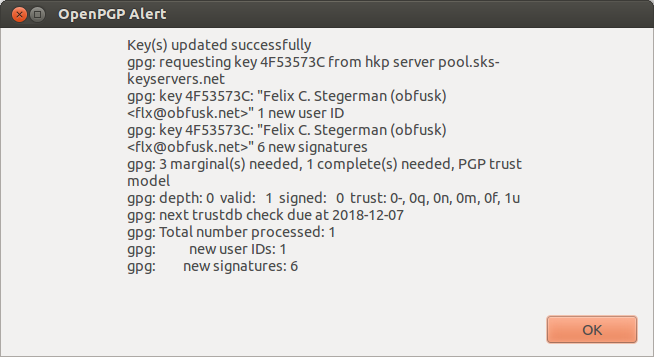 OpenPGP Alert
Key(s) updated successfully
gpg: requesting key 4F53573C from hkp server pool.sks-
keyservers.net
gpg: key 4F53573C: "Felix C. Stegerman (obfusk)
<flx@obfusk.net>" 1 new user ID
gpg: key 4F53573C: "Felix C. Stegerman (obfusk)
<flx@obfusk.net>" 6 new signatures
gpg: 3 marginal(s) needed, 1 complete(s) needed, PGP trust
model
gpg: depth: 0  valid:   1  signed:   0  trust: 0-, 0q, 0n, 0m, 0f, 1u
gpg: next trustdb check due at 2018-12-07
gpg: Total number processed: 1
gpg:         new user IDs: 1
gpg:       new signatures: 6
OK